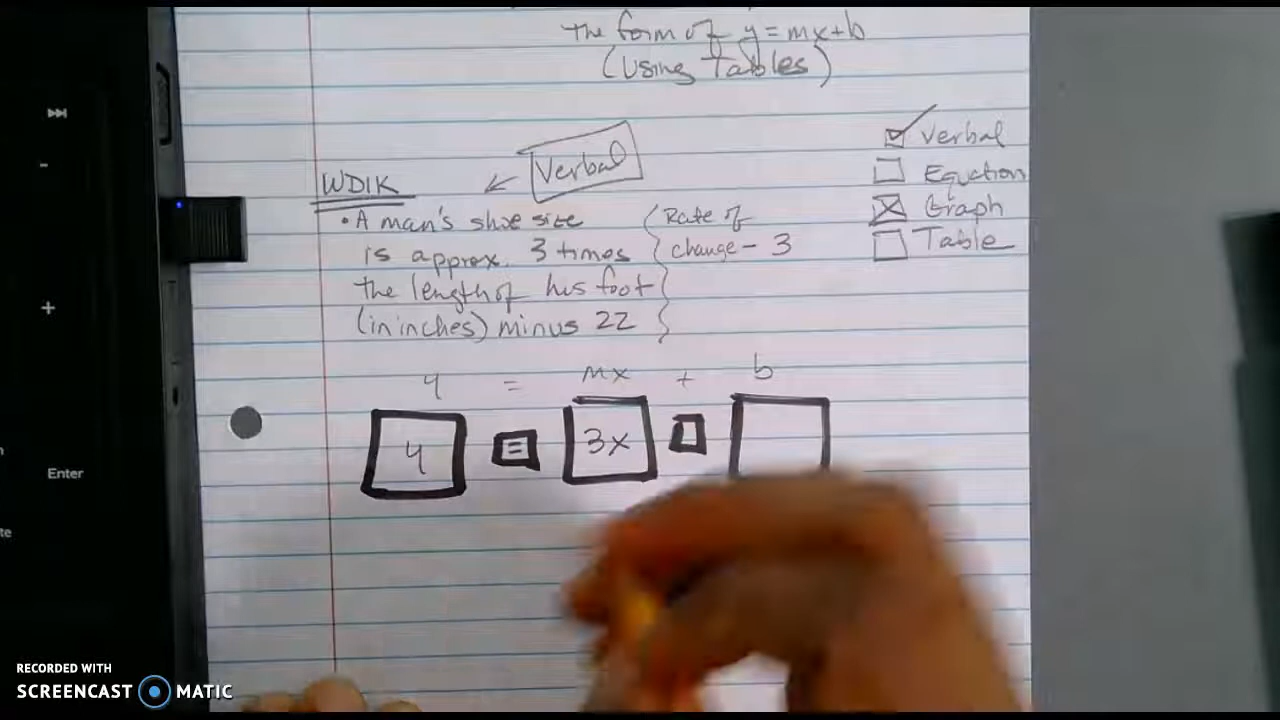 the form of y = mx + b
(Using Tables)
Verbal
Equation
Graph
Table
Verbal
WDIK
• A man's shoe size
is approx. 3 times
the length of his foot
(in inches) minus 22
Rate of
change - 3
y = mx + b
y = 3x
Enter
RECORDED WITH
SCREENCAST MATIC